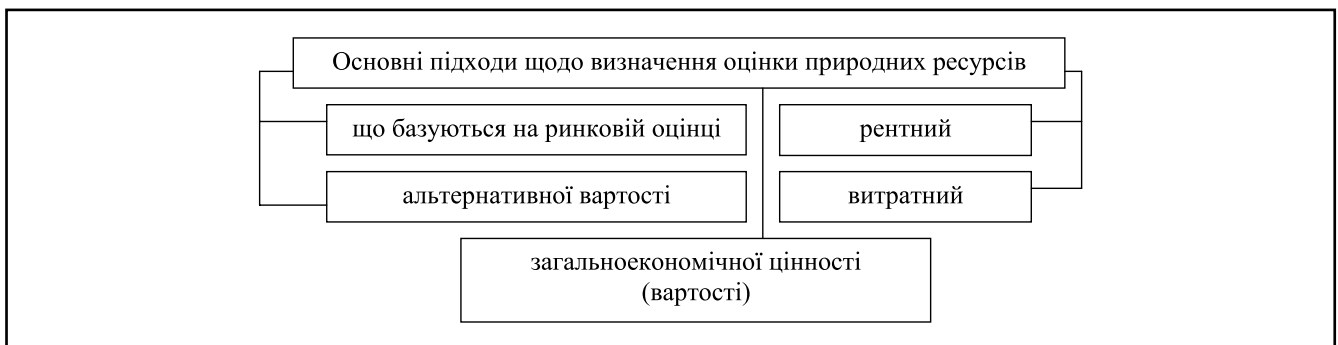 Основні підходи щодо визначення оцінки природних ресурсів
що базуються на ринковій оцінці
рентний
альтернативної вартості
витратний
загальноекономічної цінності
(вартості)